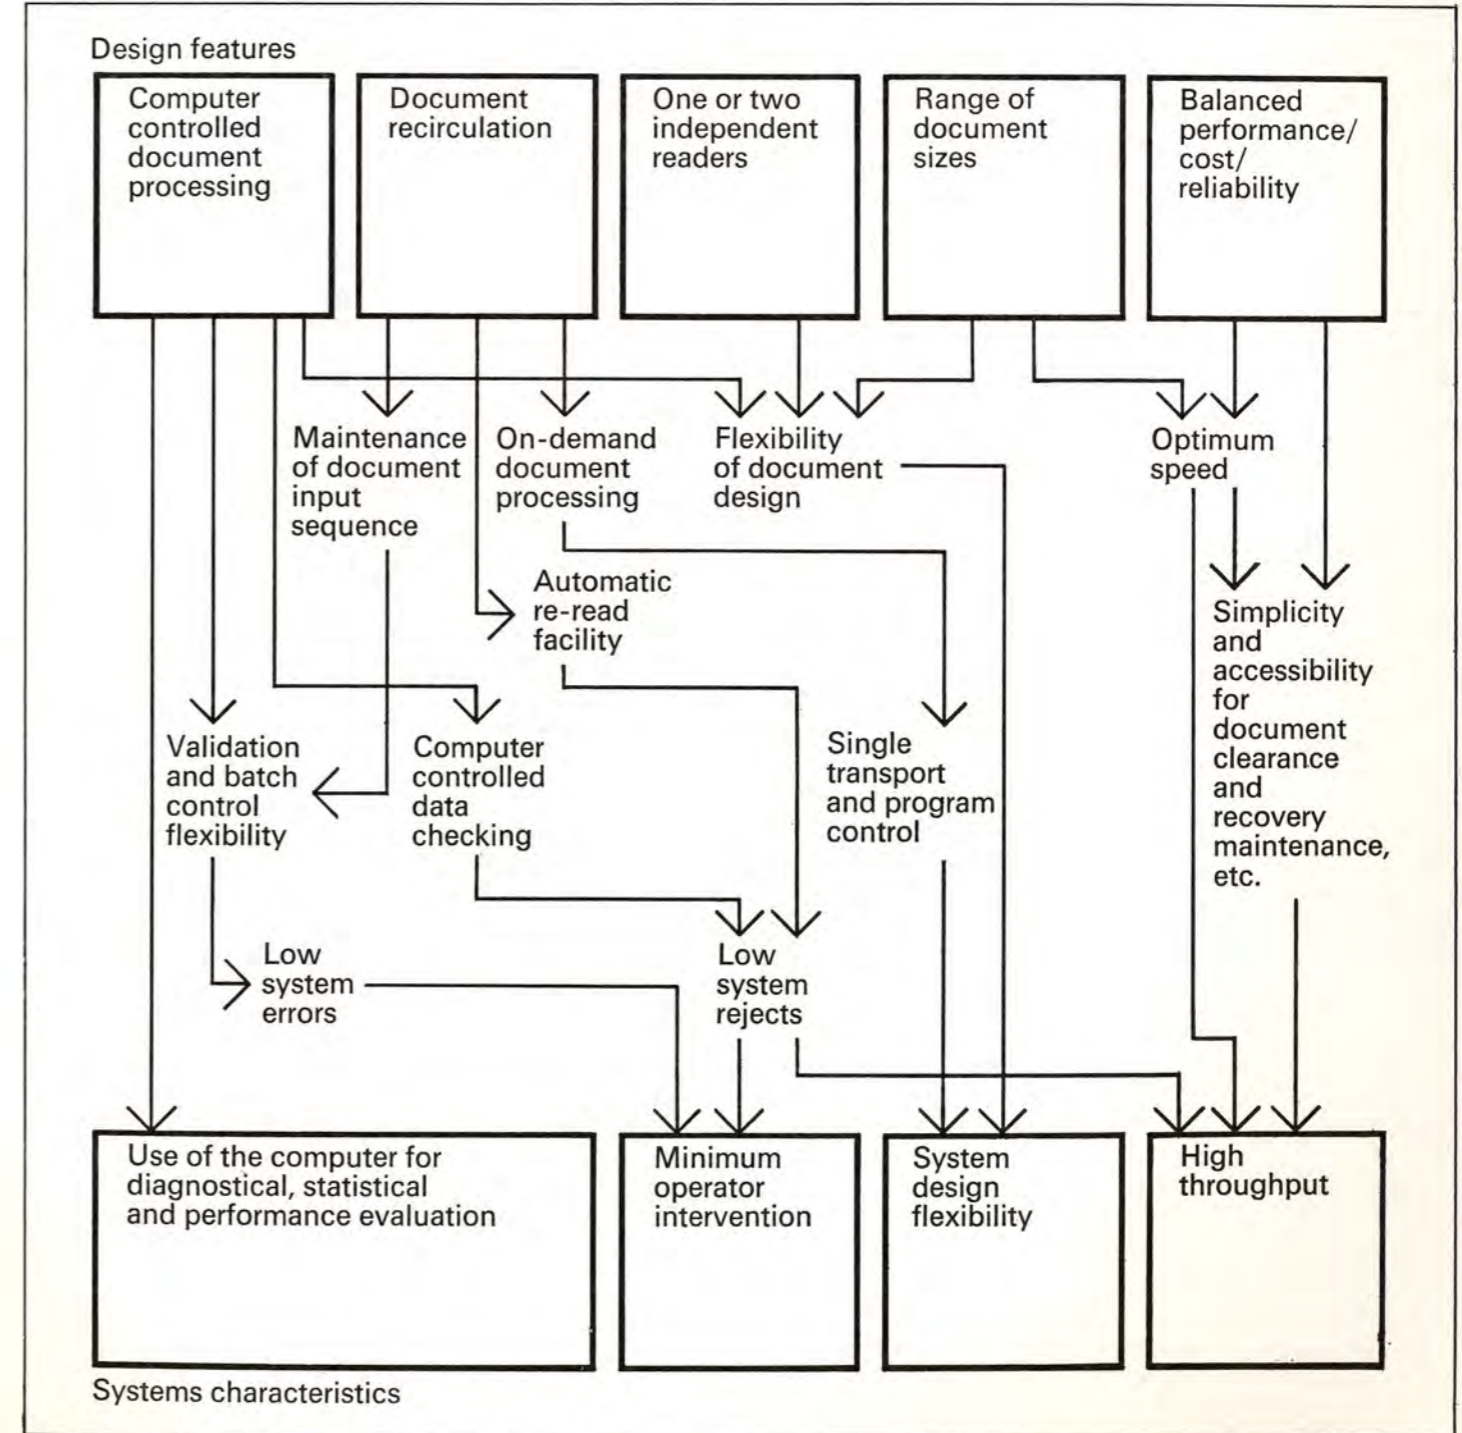 Design features
Computer
controlled
document
processing
Document
recirculation
One or two
independent
readers
Range of
document
sizes
Balanced
performance/
cost/
reliability
Maintenance
of document
input
sequence
On-demand
document
processing
Flexibility
of document
design
Optimum
speed
Automatic
re-read
facility
Simplicity
and
accessibility
for
document
clearance
and
recovery
maintenance,
etc.
Validation
and batch
control
flexibility
Computer
controlled
data
checking
Single
transport
and program
control
Low
system
errors
Low
system
rejects
Use of the computer for
diagnostical, statistical
and performance evaluation
Minimum
operator
intervention
System
design
flexibility
High
throughput
Systems characteristics